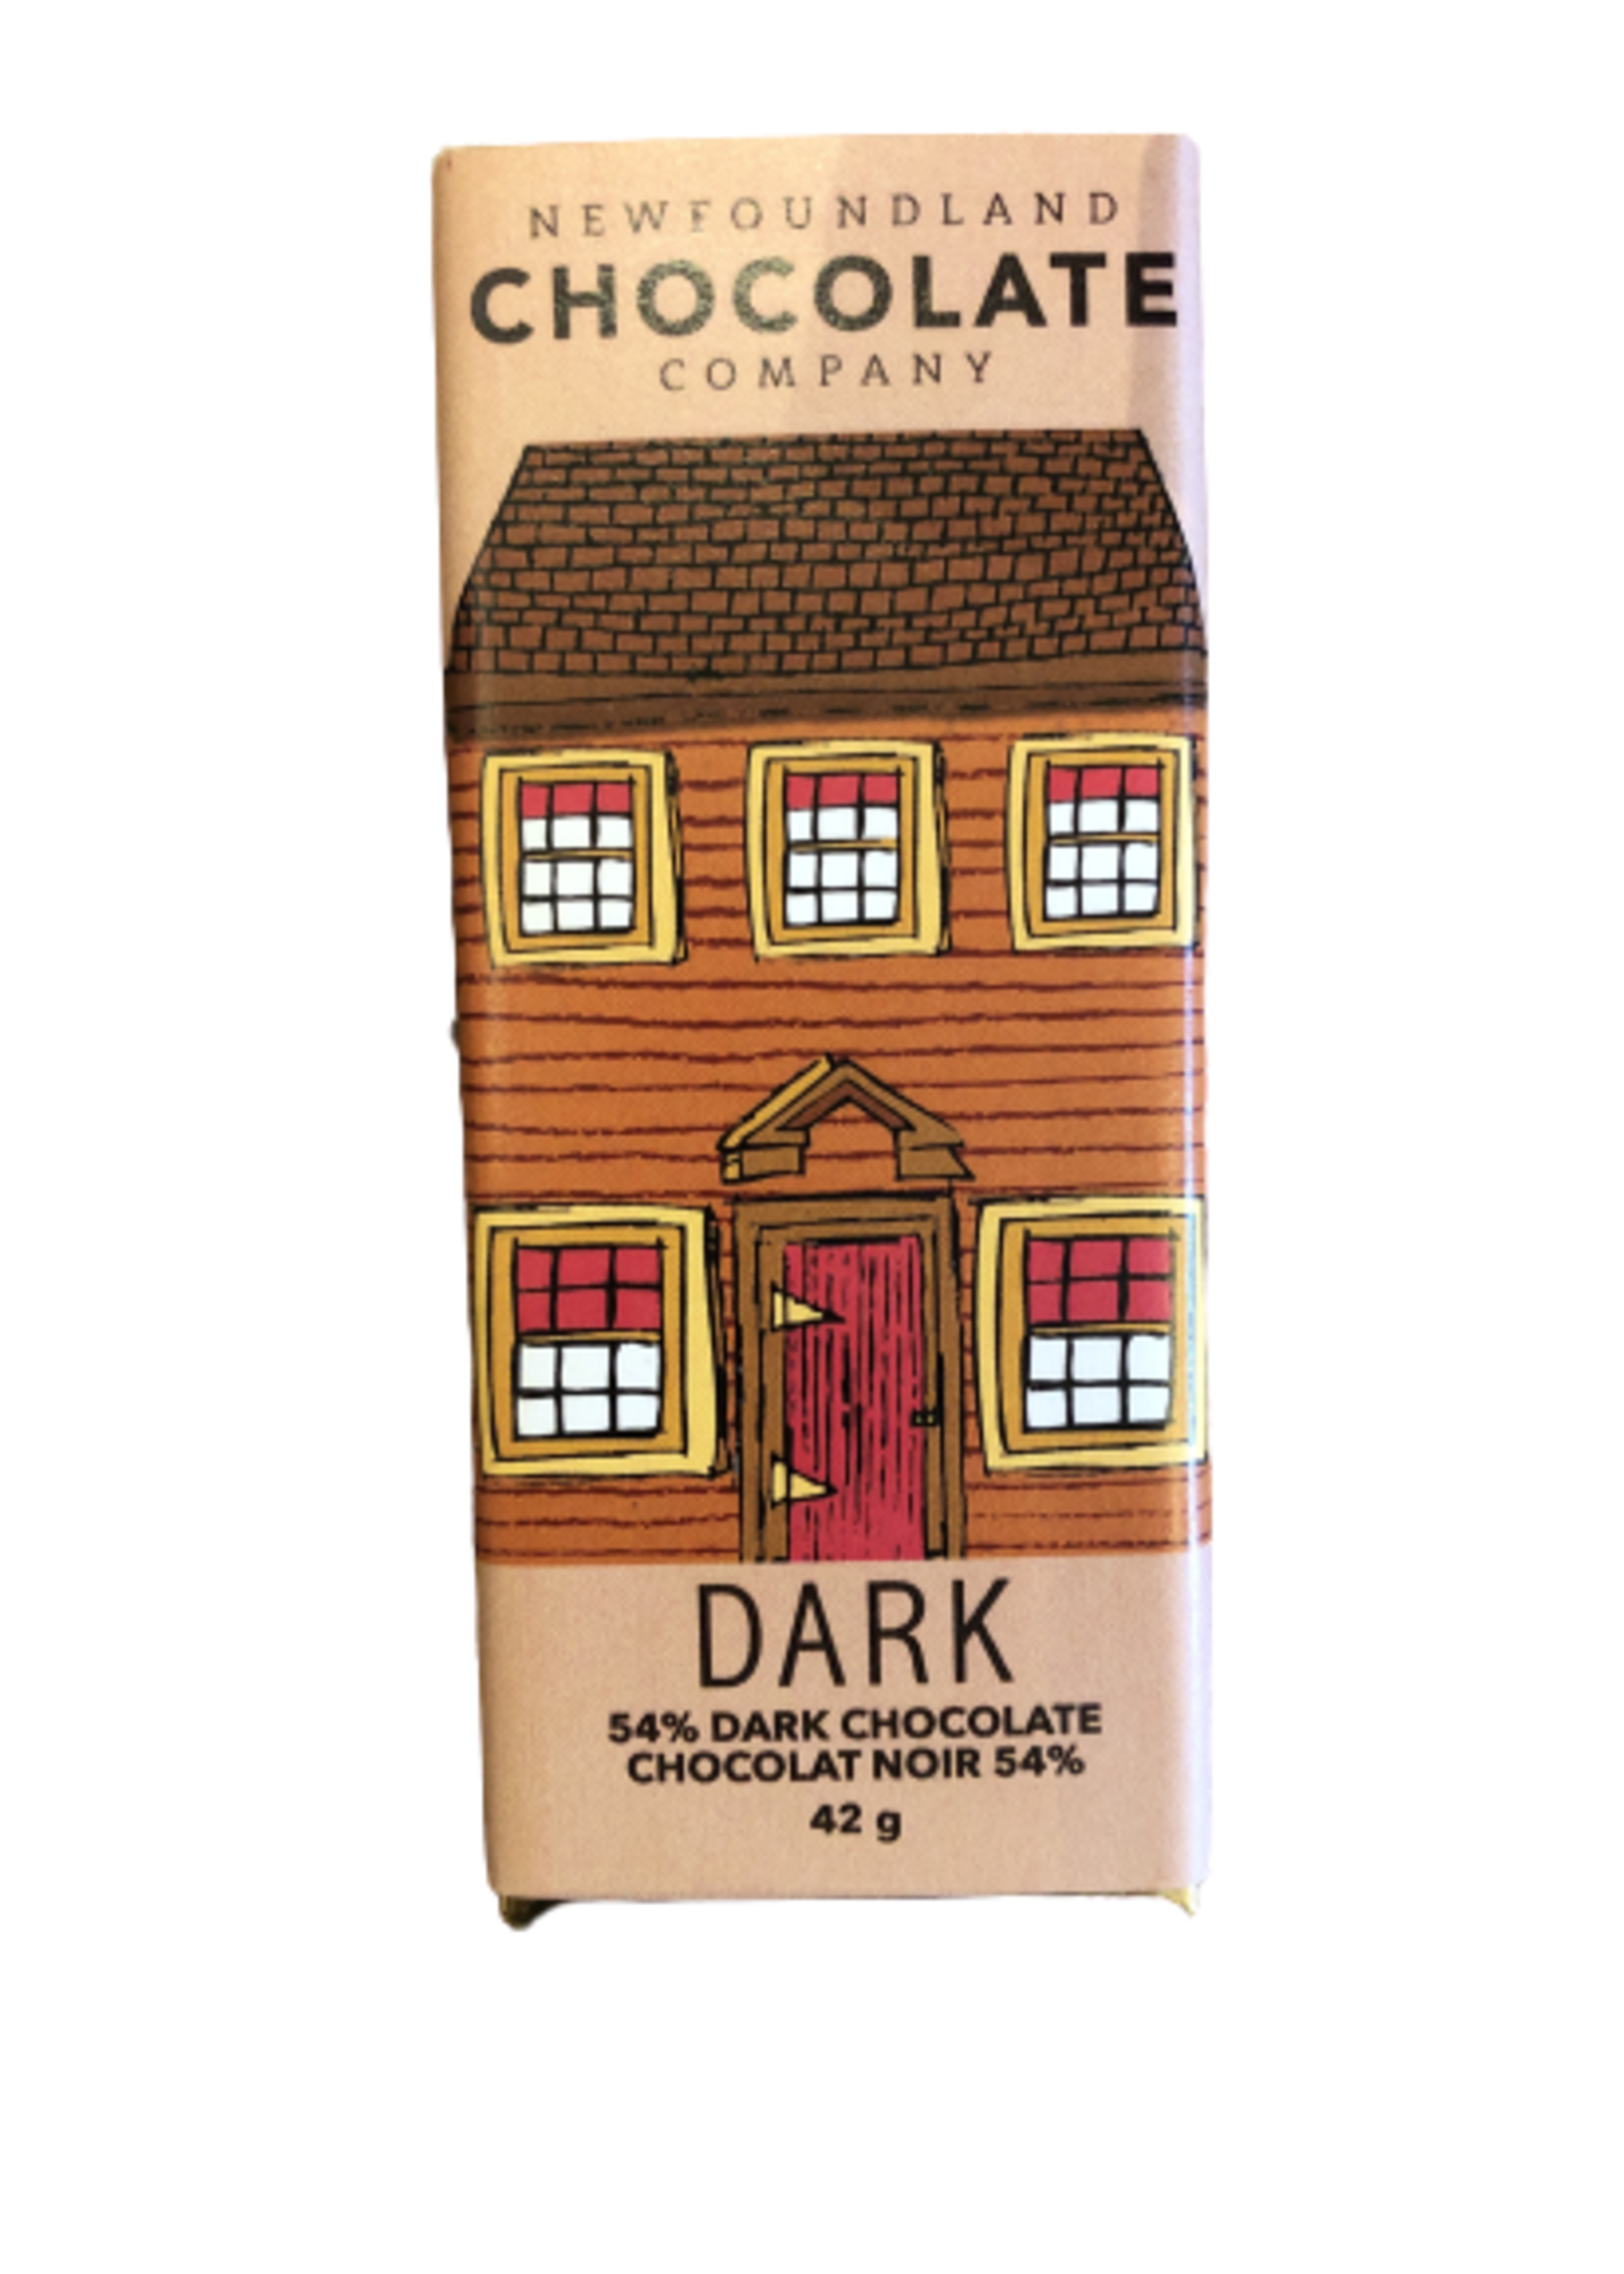 NEWFOUNDLAND
CHOCOLATE
COMPANY
DARK
54% DARK CHOCOLATE
CHOCOLAT NOIR 54%
42 g